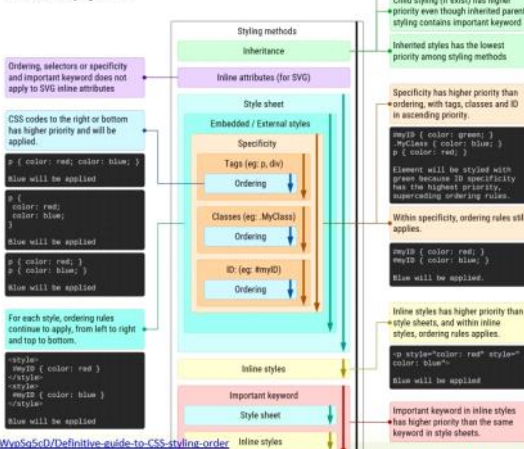 Child styling (if exist) has higher
priority even though inherited parent
styling contains important keyword
Styling methods
Inheritance
Inherited styles has the lowest
priority among styling methods
Ordering, selectors or specificity
and important keyword does not
apply to SVG inline attributes
Inline attributes (for SVG)
Style sheet
Embedded / External styles
Specificity
Tags (eg: p, div)
Ordering
Classes (eg: .MyClass)
Ordering
ID: (eg: #myID)
Ordering
CSS codes to the right or bottom
has higher priority and will be
applied.
p { color: red; color: blue; }
Blue will be applied
p {
color: red;
color: blue;
}
Blue will be applied
p { color: red; }
p { color: blue; }
Blue will be applied
For each style, ordering rules
continue to apply, from left to right
and top to bottom.
<style>
#myID { color: red }
</style>
<style>
#myID { color: blue }
</style>
Blue will be applied
Specificity has higher priority than
ordering, with tags, classes and ID
in ascending priority.
#myID { color: green; }
.MyClass { color: blue; }
p { color: red; }
Element will be styled with
green because ID specificity
has the highest priority,
superceding ordering rules.
Within specificity, ordering rules still
applies.
#myID { color: red; }
#myID { color: blue; }
Blue will be applied.
Inline styles has higher priority than
style sheets, and within inline
styles, ordering rules applies.
<p style="color: red" style="
color: blue">
Blue will be applied
Inline styles
Important keyword
Style sheet
Inline styles
Important keyword in inline styles
has higher priority than the same
keyword in style sheets.
WypSq5cD/Definitive-guide-to-CSS-styling-order